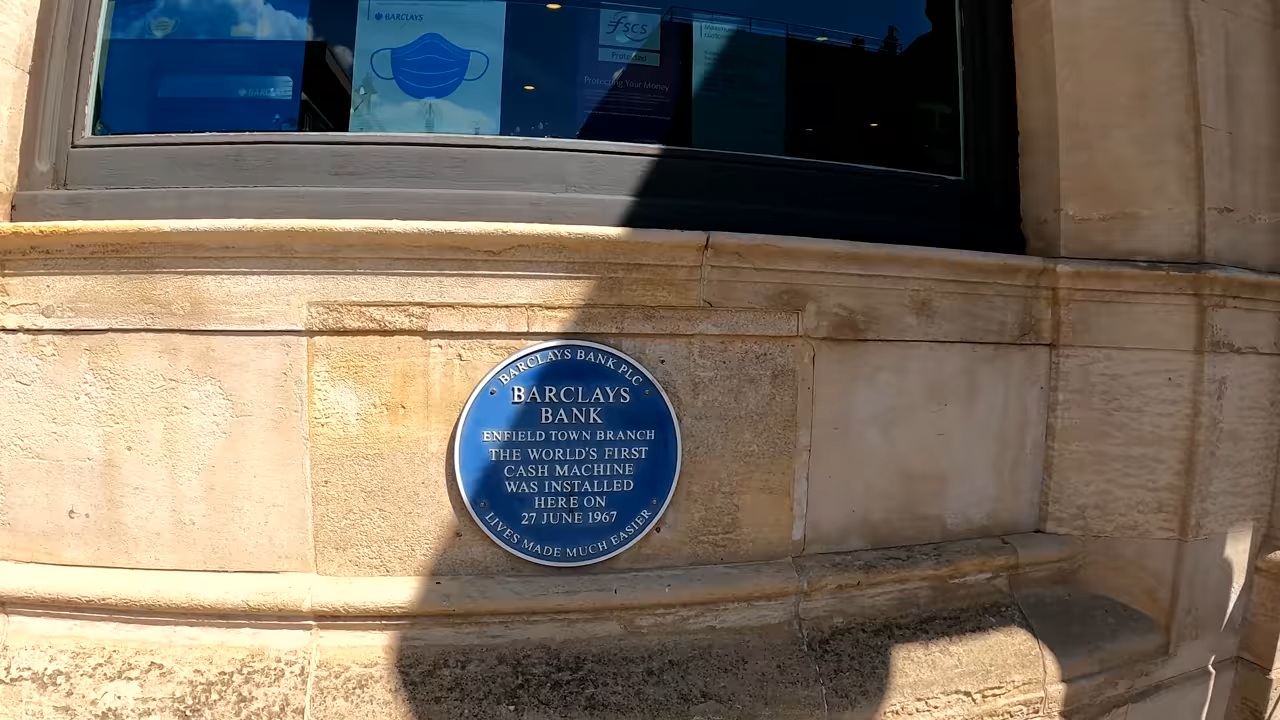 BARCLAYS
fscs
Protected
Protecting Your Money
BARCLAYS
BARCLAYS BANK PLC
BARCLAYS
BANK
ENFIELD TOWN BRANCH
THE WORLD'S FIRST
CASH MACHINE
WAS INSTALLED
HERE ON
27 JUNE 1967
LIVES MADE MUCH EASIER